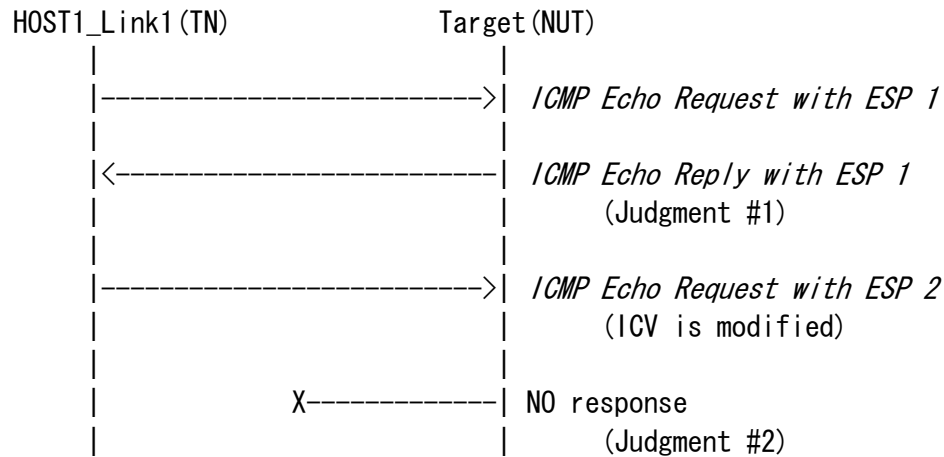 HOST1_Link1(TN) Target(NUT)
| |
|-------------------------->| ICMP Echo Request with ESP 1
| |
|<--------------------------| ICMP Echo Reply with ESP 1
| | (Judgment #1)
| |
|-------------------------->| ICMP Echo Request with ESP 2
| | (ICV is modified)
| |
| X-------------| NO response
| | (Judgment #2)